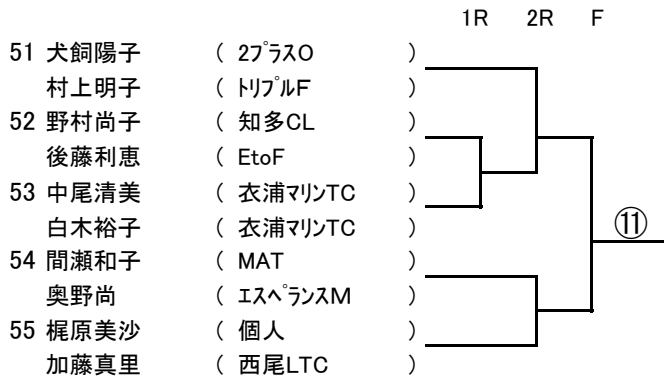 1R 2R F
51 犬飼陽子 ( 2プラスO )
村上明子 ( トリプルF )
52 野村尚子 ( 知多CL )
後藤利恵 ( EtoF )
53 中尾清美 ( 衣浦マリンTC )
白木裕子 ( 衣浦マリンTC )
⑪
54 間瀬和子 ( MAT )
奥野尚 ( エスペランスM )
55 梶原美沙 ( 個人 )
加藤真里 ( 西尾LTC )